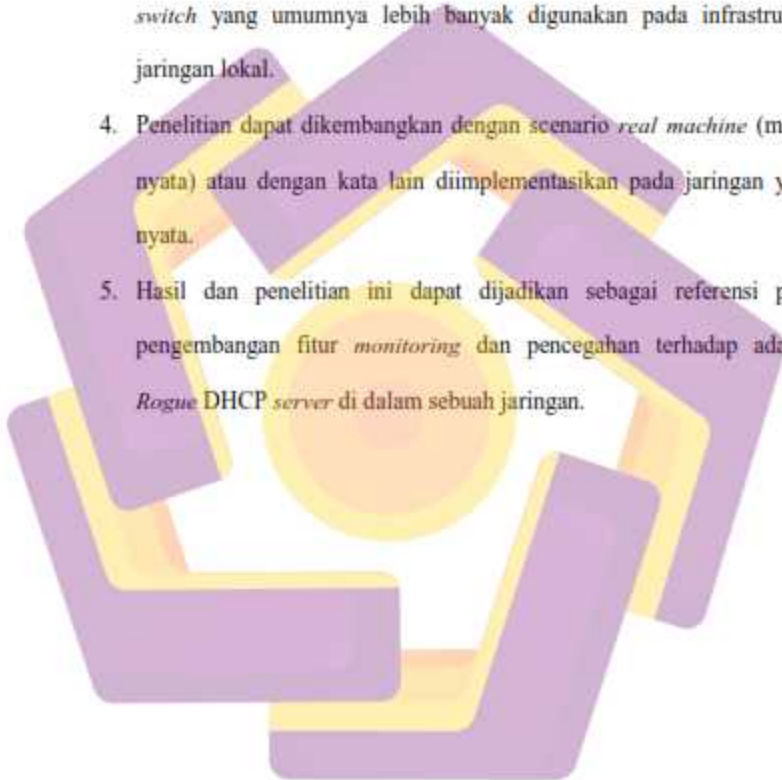 switch yang umumnya lebih banyak digunakan pada infrastru
jaringan lokal.
4. Penelitian dapat dikembangkan dengan scenario real machine (m
nyata) atau dengan kata lain diimplementasikan pada jaringan y
nyata.
5. Hasil dan penelitian ini dapat dijadikan sebagai referensi p
pengembangan fitur monitoring dan pencegahan terhadap ada
Rogue DHCP server di dalam sebuah jaringan.